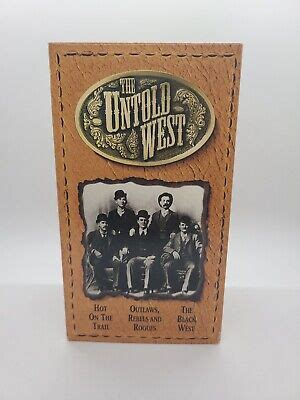 THE
UNTOLD
WEST
HOT
ON THE
TRAIL
OUTLAWS,
REBELS AND
ROGUES
THE
BLACK
WEST